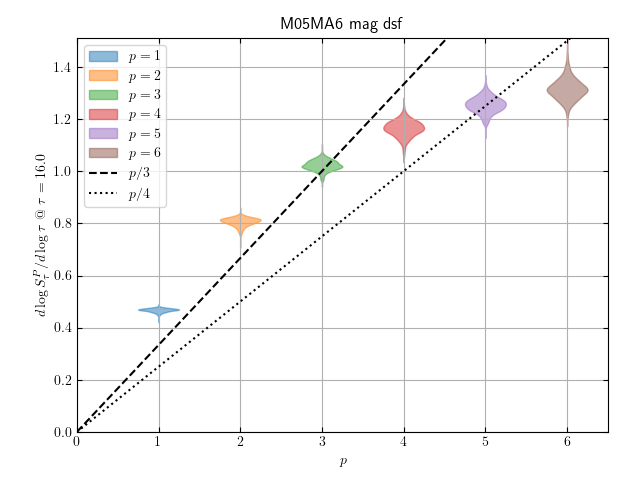 M05MA6 mag dsf
d log S_τ^P / d log τ @ τ = 16.0
1.4
1.2
1.0
0.8
0.6
0.4
0.2
0.0
p = 1
p = 2
p = 3
p = 4
p = 5
p = 6
p/3
p/4
0 1 2 3 4 5 6
p